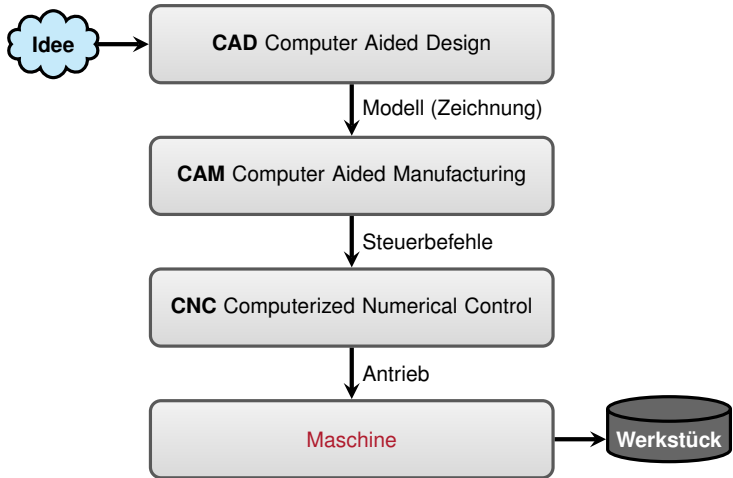 Idee
CAD Computer Aided Design
Modell (Zeichnung)
CAM Computer Aided Manufacturing
Steuerbefehle
CNC Computerized Numerical Control
Antrieb
Maschine
Werkstück